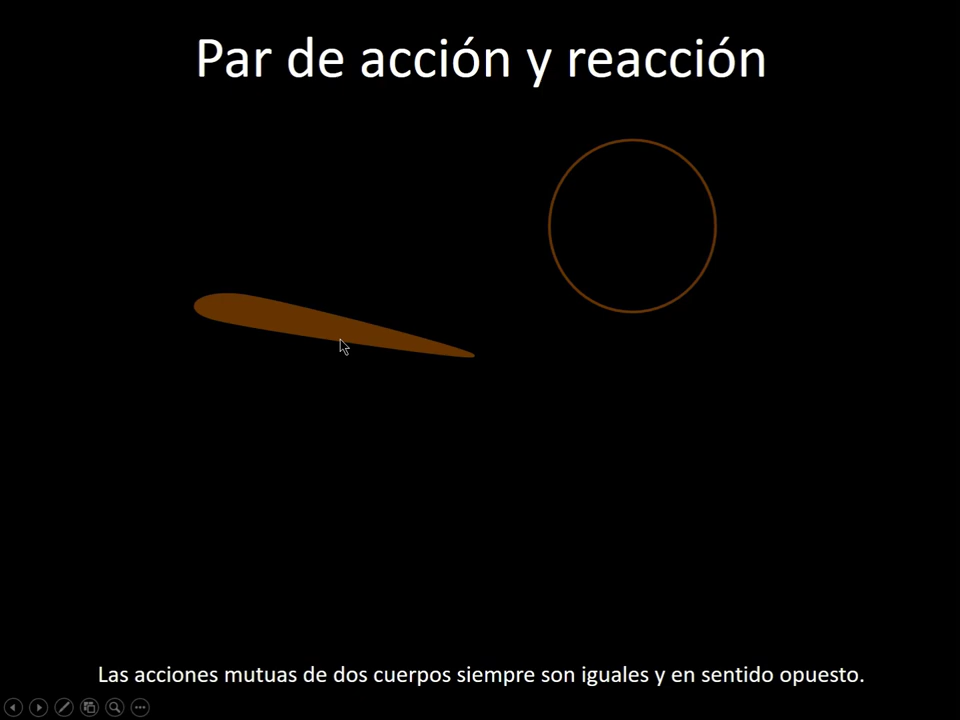 Par de acción y reacción
Las acciones mutuas de dos cuerpos siempre son iguales y en sentido opuesto.